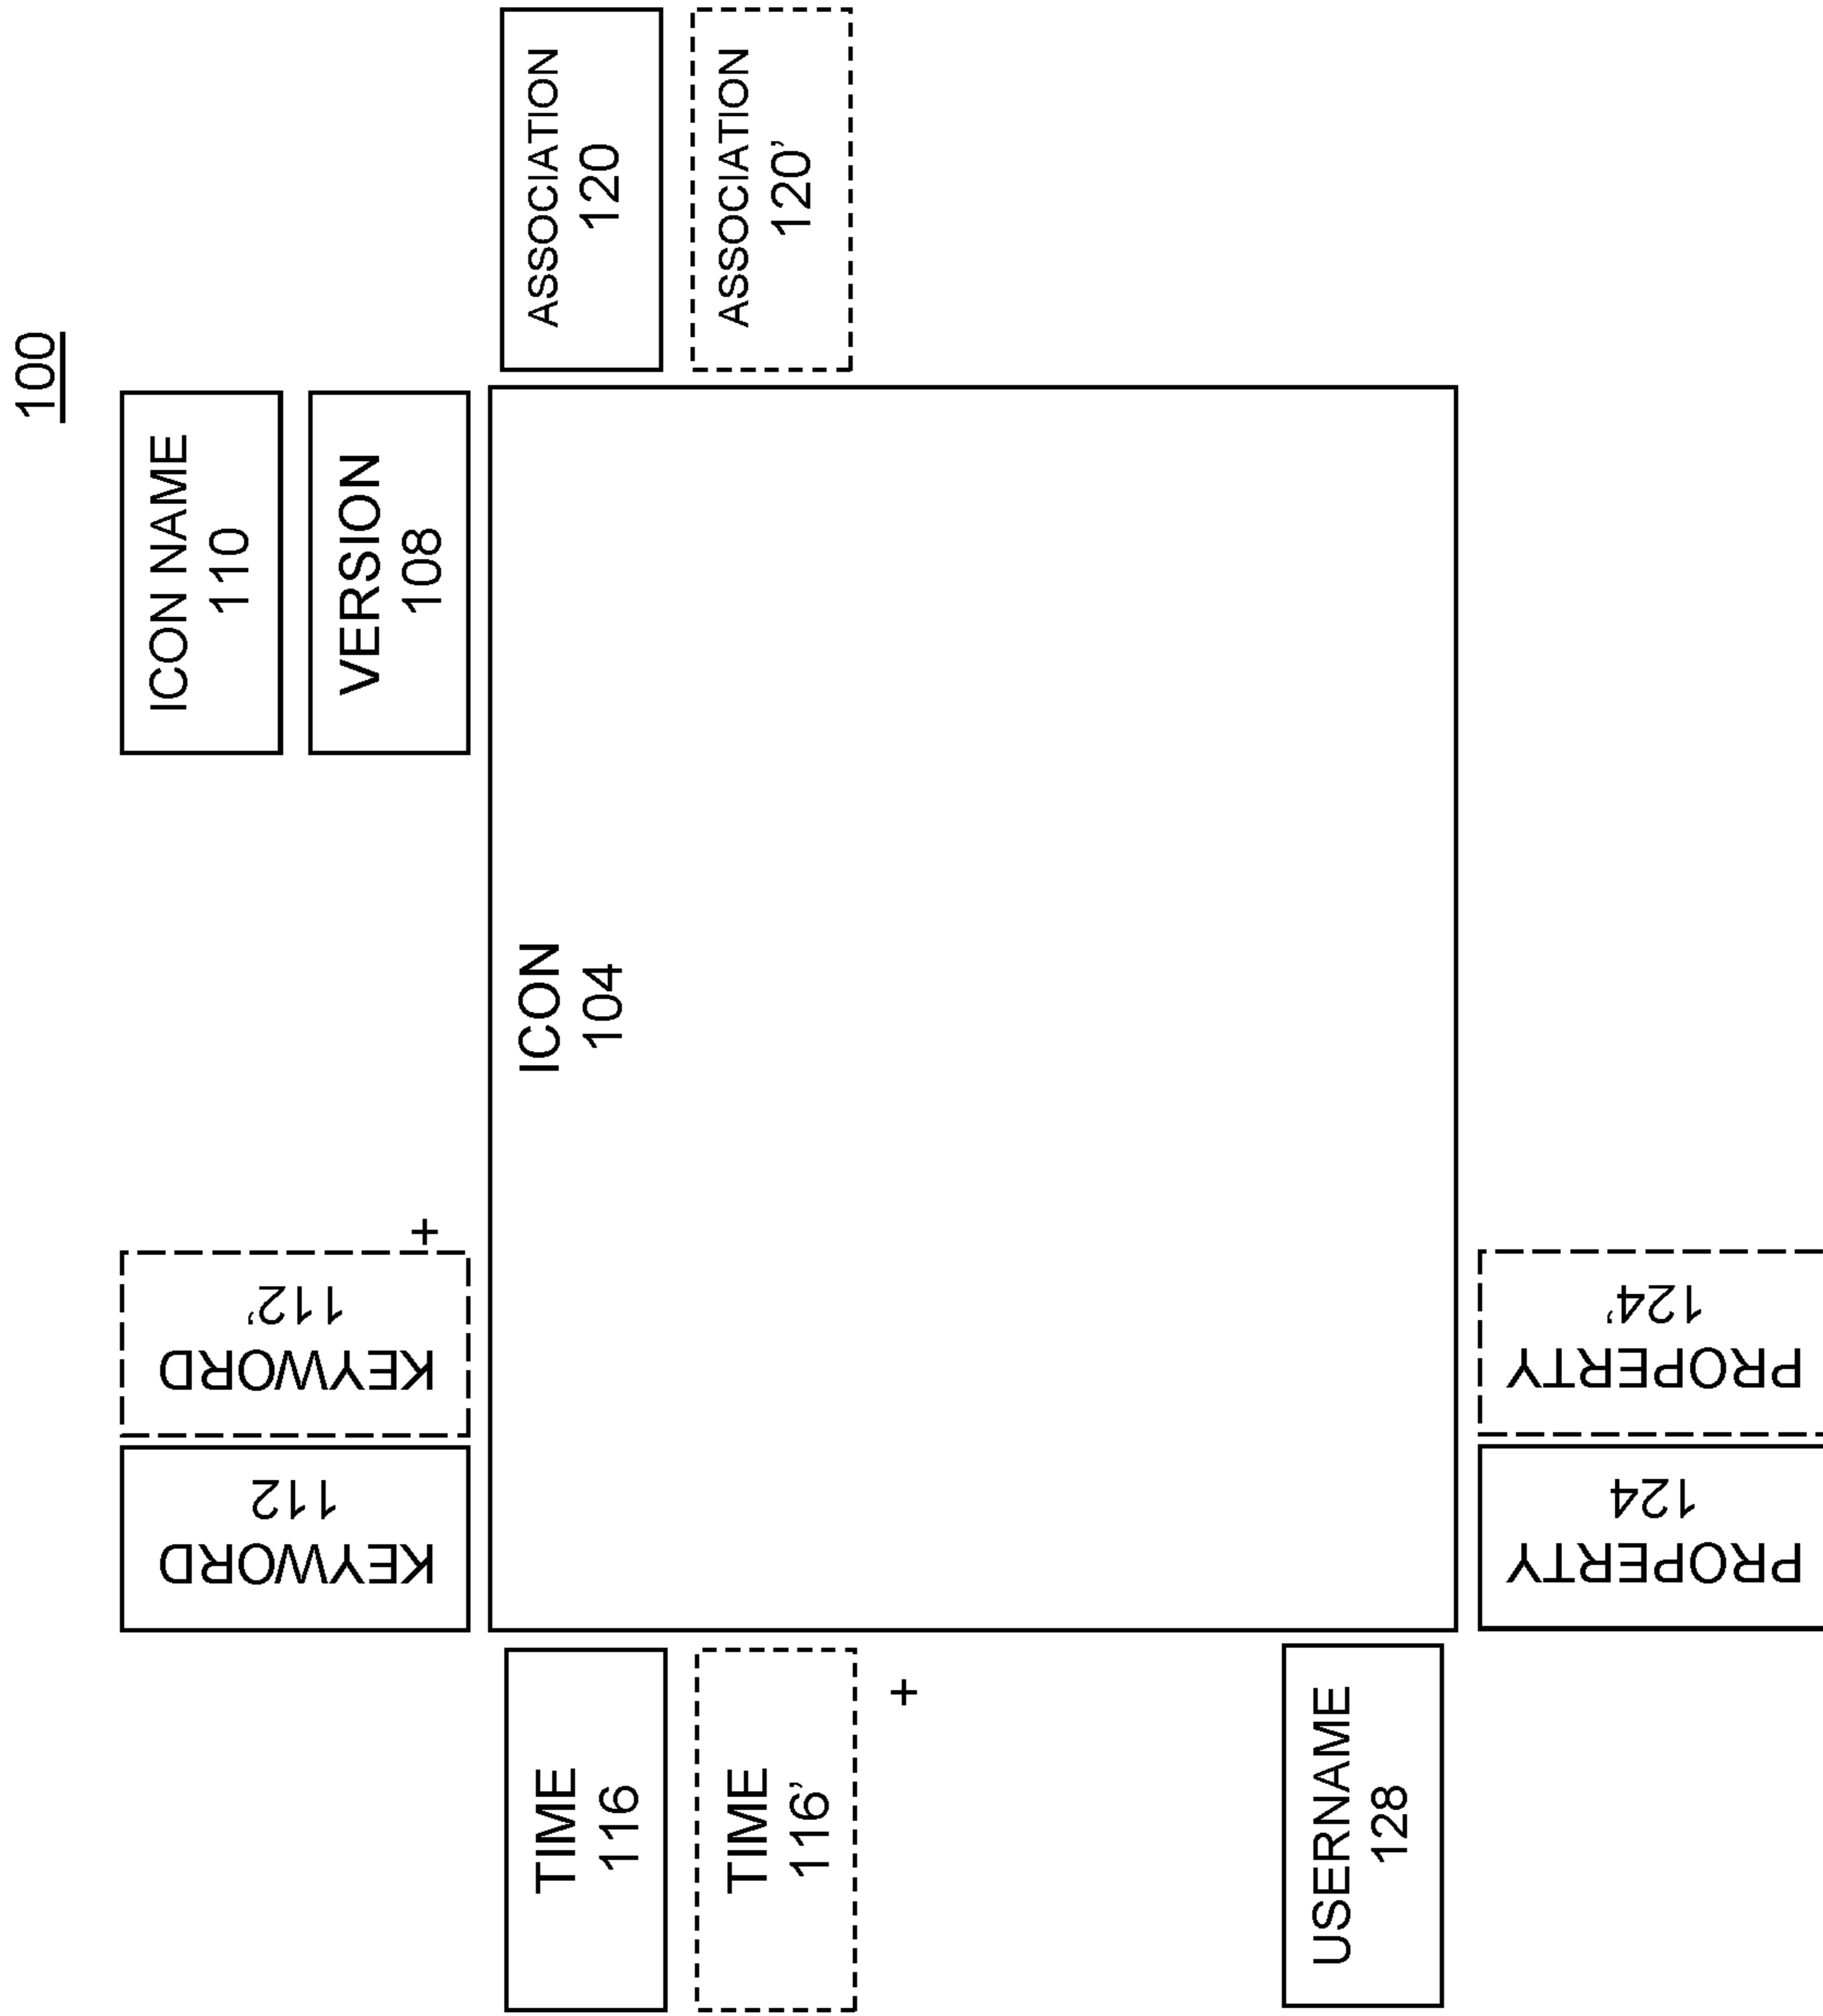 100
ICON NAME
110
VERSION
108
KEYWORD
112
KEYWORD
112’
+
ICON
104
TIME
116
TIME
116’
+
USERNAME
128
ASSOCIATION
120
ASSOCIATION
120’
PROPERTY
124
PROPERTY
124’